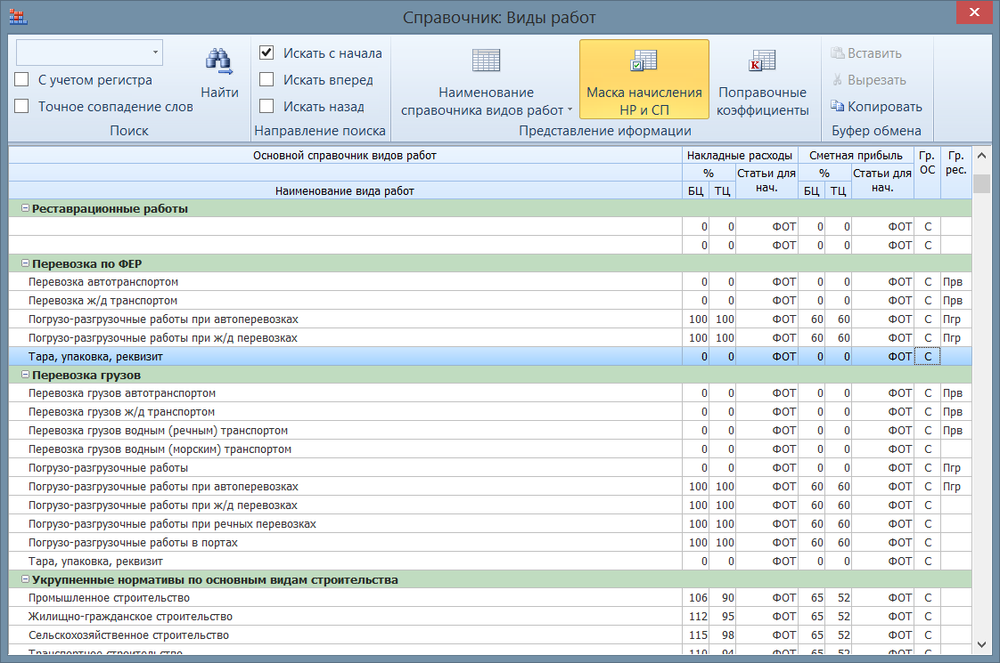 Справочник: Виды работ
С учетом регистра
Точное совпадение слов
Найти
Поиск
Искать с начала
Искать вперед
Искать назад
Направление поиска
Наименование
справочника видов работ
Маска начисления
НР и СП
Поправочные
коэффициенты
Представление иформации
Вставить
Вырезать
Копировать
Буфер обмена
Основной справочник видов работ Накладные расходы Сметная прибыль Гр. ОС Гр. рес.
% Статьи для нач. % Статьи для нач.
Наименование вида работ БЦ ТЦ БЦ ТЦ
Реставрационные работы
0 0 ФОТ 0 0 ФОТ С
0 0 ФОТ 0 0 ФОТ С
Перевозка по ФЕР
Перевозка автотранспортом 0 0 ФОТ 0 0 ФОТ С Прв
Перевозка ж/д транспортом 0 0 ФОТ 0 0 ФОТ С Прв
Погрузо-разгрузочные работы при автоперевозках 100 100 ФОТ 60 60 ФОТ С Пгр
Погрузо-разгрузочные работы при ж/д перевозках 100 100 ФОТ 60 60 ФОТ С Пгр
Тара, упаковка, реквизит 0 0 ФОТ 0 0 ФОТ С
Перевозка грузов
Перевозка грузов автотранспортом 0 0 ФОТ 0 0 ФОТ С Прв
Перевозка грузов ж/д транспортом 0 0 ФОТ 0 0 ФОТ С Прв
Перевозка грузов водным (речным) транспортом 0 0 ФОТ 0 0 ФОТ С Прв
Перевозка грузов водным (морским) транспортом 0 0 ФОТ 0 0 ФОТ С
Погрузо-разгрузочные работы 0 0 ФОТ 0 0 ФОТ С Пгр
Погрузо-разгрузочные работы при автоперевозках 100 100 ФОТ 60 60 ФОТ С Пгр
Погрузо-разгрузочные работы при ж/д перевозках 100 100 ФОТ 60 60 ФОТ С
Погрузо-разгрузочные работы при речных перевозках 100 100 ФОТ 60 60 ФОТ С
Погрузо-разгрузочные работы в портах 100 100 ФОТ 60 60 ФОТ С
Тара, упаковка, реквизит 0 0 ФОТ 0 0 ФОТ С
Укрупненные нормативы по основным видам строительства
Промышленное строительство 106 90 ФОТ 65 52 ФОТ С
Жилищно-гражданское строительство 112 95 ФОТ 65 52 ФОТ С
Сельскохозяйственное строительство 115 98 ФОТ 65 52 ФОТ С
Транспортное строительство 110 94 ФОТ 65 52 ФОТ С